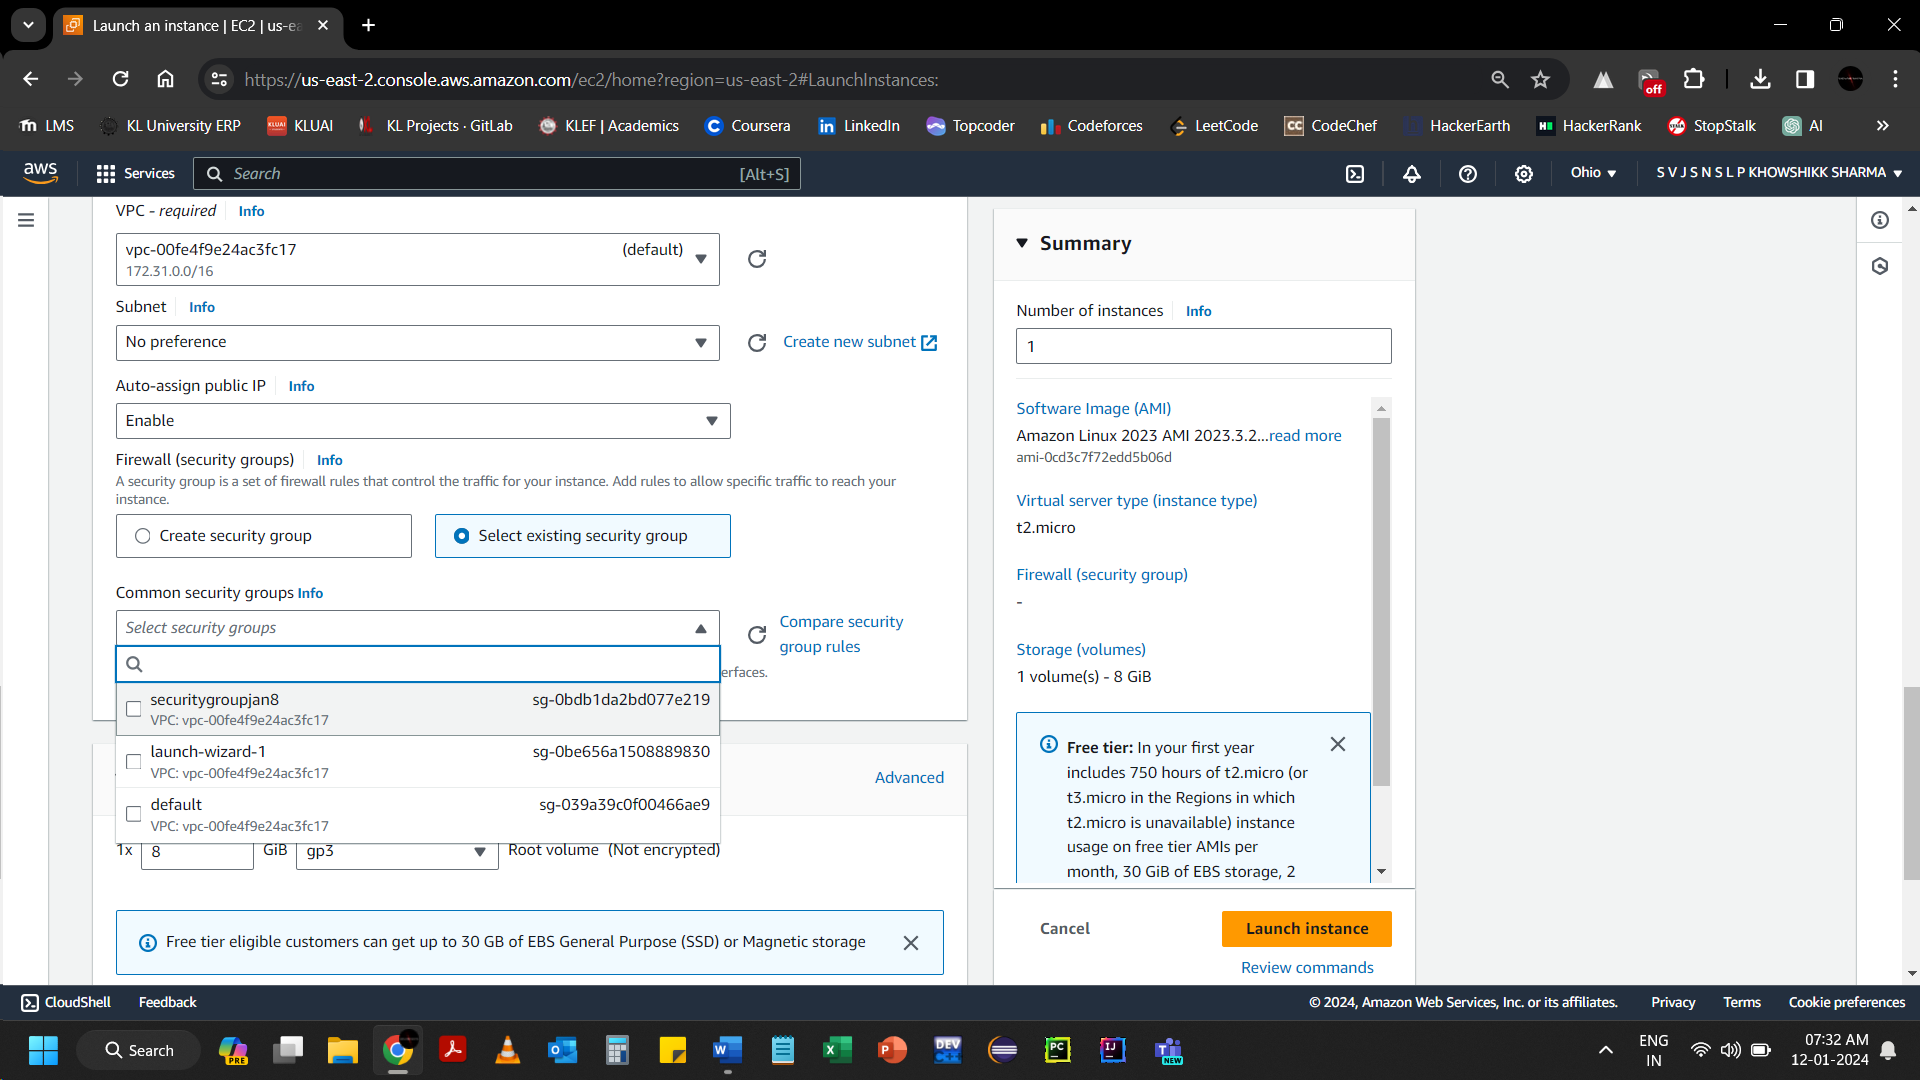 Launch an instance | EC2 | us-ea
https://us-east-2.console.aws.amazon.com/ec2/home?region=us-east-2#LaunchInstances:
off
LMS KL University ERP KLUAI KL Projects · GitLab KLEF | Academics Coursera LinkedIn Topcoder Codeforces LeetCode CodeChef HackerEarth HackerRank StopStalk AI
aws Services Search [Alt+S] Ohio S V J S N S L P KHOWSHIKK SHARMA
VPC - required Info
vpc-00fe4f9e24ac3fc17 (default)
172.31.0.0/16
Subnet Info
No preference
Create new subnet
Auto-assign public IP Info
Enable
Firewall (security groups) Info
A security group is a set of firewall rules that control the traffic for your instance. Add rules to allow specific traffic to reach your
instance.
Create security group
Select existing security group
Common security groups Info
Select security groups
Compare security
group rules
erfaces.
securitygroupjan8 sg-0bdb1da2bd077e219
VPC: vpc-00fe4f9e24ac3fc17
launch-wizard-1 sg-0be656a1508889830
VPC: vpc-00fe4f9e24ac3fc17
default sg-039a39c0f00466ae9
VPC: vpc-00fe4f9e24ac3fc17
Advanced
1x 8 GiB gp3 Root volume (Not encrypted)
Free tier eligible customers can get up to 30 GB of EBS General Purpose (SSD) or Magnetic storage
Summary
Number of instances Info
1
Software Image (AMI)
Amazon Linux 2023 AMI 2023.3.2...read more
ami-0cd3c7f72edd5b06d
Virtual server type (instance type)
t2.micro
Firewall (security group)
-
Storage (volumes)
1 volume(s) - 8 GiB
Free tier: In your first year
includes 750 hours of t2.micro (or
t3.micro in the Regions in which
t2.micro is unavailable) instance
usage on free tier AMIs per
month, 30 GiB of EBS storage, 2
Cancel
Launch instance
Review commands
CloudShell Feedback © 2024, Amazon Web Services, Inc. or its affiliates. Privacy Terms Cookie preferences
Search
PRE
DEV
C++
PC
IJ
NEW
ENG
IN
07:32 AM
12-01-2024